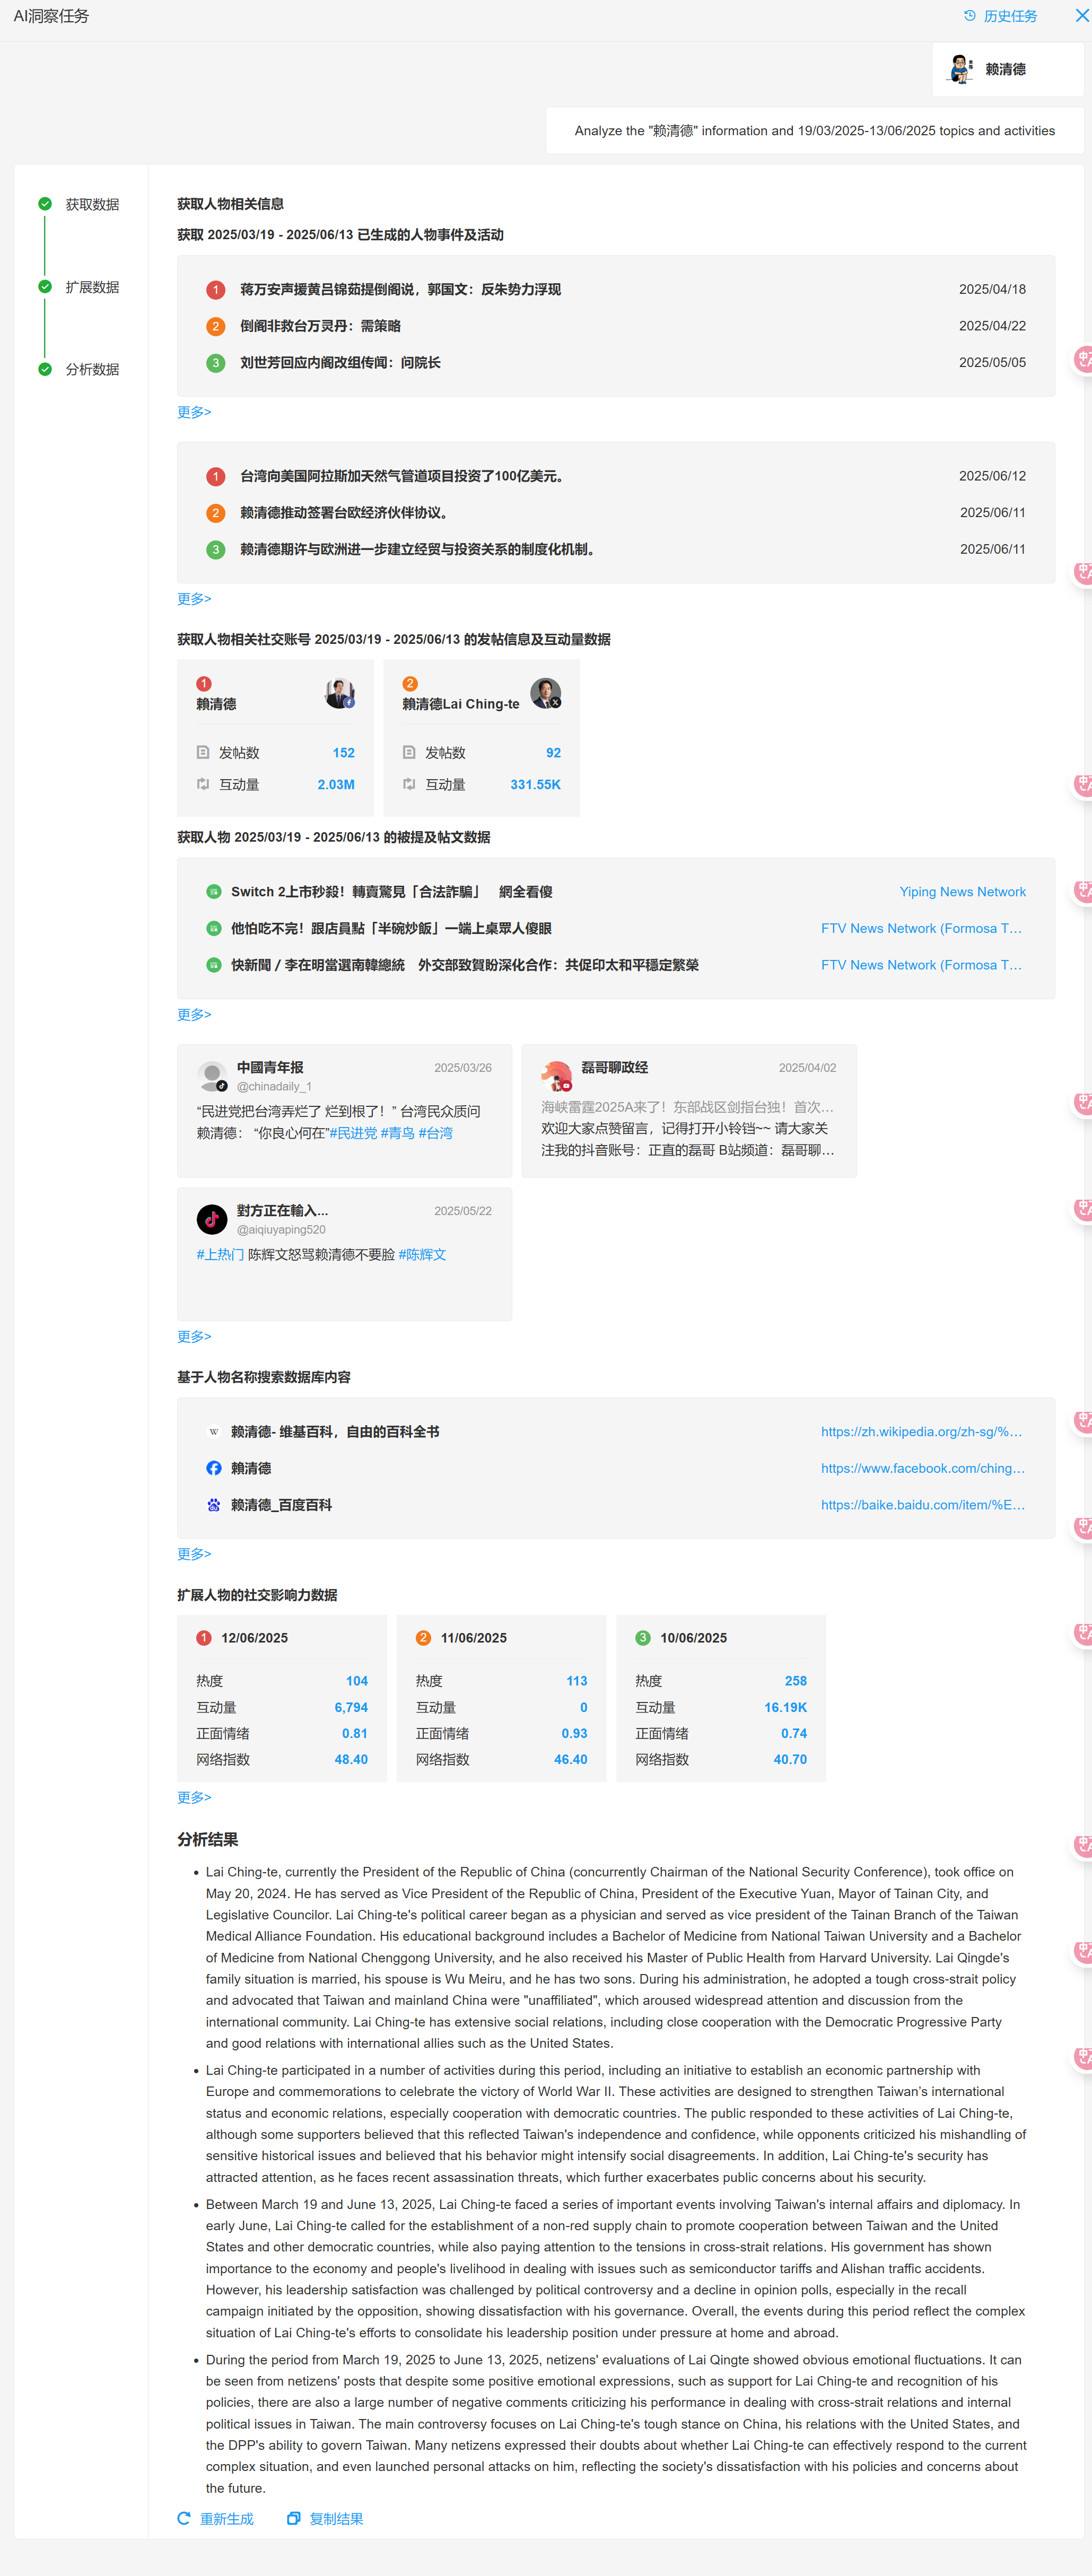 AI洞察任务
历史任务
赖清德
Analyze the "赖清德" information and 19/03/2025-13/06/2025 topics and activities
获取数据
扩展数据
分析数据
获取人物相关信息
获取 2025/03/19 - 2025/06/13 已生成的人物事件及活动
1 蒋万安声援黄吕锦茹提倒阁说，郭国文：反朱势力浮现 2025/04/18
2 倒阁非救台万灵丹：需策略 2025/04/22
3 刘世芳回应内阁改组传闻：问院长 2025/05/05
更多>
1 台湾向美国阿拉斯加天然气管道项目投资了100亿美元。 2025/06/12
2 赖清德推动签署台欧经济伙伴协议。 2025/06/11
3 赖清德期许与欧洲进一步建立经贸与投资关系的制度化机制。 2025/06/11
更多>
获取人物相关社交账号 2025/03/19 - 2025/06/13 的发帖信息及互动量数据
1
賴清德
发帖数 152
互动量 2.03M
2
賴清德Lai Ching-te
发帖数 92
互动量 331.55K
获取人物 2025/03/19 - 2025/06/13 的被提及帖文数据
Switch 2上市秒殺！轉賣驚見「合法詐騙」 網全看傻 Yiping News Network
他怕吃不完！跟店員點「半碗炒飯」一端上桌眾人傻眼 FTV News Network (Formosa T…
快新聞 / 李在明當選南韓總統 外交部致賀盼深化合作：共促印太和平穩定繁榮 FTV News Network (Formosa T…
更多>
中國青年报 2025/03/26
@chinadaily_1
“民进党把台湾弄烂了 烂到根了！” 台湾民众质问
赖清德： “你良心何在”#民进党 #青鸟 #台湾
磊哥聊政经 2025/04/02
海峡雷霆2025A来了！东部战区剑指台独！首次…
欢迎大家点赞留言，记得打开小铃铛~~ 请大家关
注我的抖音账号：正直的磊哥 B站频道：磊哥聊…
對方正在輸入... 2025/05/22
@aiqiuyaping520
#上热门 陈辉文怒骂赖清德不要脸 #陈辉文
更多>
基于人物名称搜索数据库内容
W 赖清德- 维基百科，自由的百科全书 https://zh.wikipedia.org/zh-sg/%…
賴清德 https://www.facebook.com/ching…
赖清德_百度百科 https://baike.baidu.com/item/%E…
更多>
扩展人物的社交影响力数据
1 12/06/2025
热度 104
互动量 6,794
正面情绪 0.81
网络指数 48.40
2 11/06/2025
热度 113
互动量 0
正面情绪 0.93
网络指数 46.40
3 10/06/2025
热度 258
互动量 16.19K
正面情绪 0.74
网络指数 40.70
更多>
分析结果
• Lai Ching-te, currently the President of the Republic of China (concurrently Chairman of the National Security Conference), took office on
May 20, 2024. He has served as Vice President of the Republic of China, President of the Executive Yuan, Mayor of Tainan City, and
Legislative Councilor. Lai Ching-te's political career began as a physician and served as vice president of the Tainan Branch of the Taiwan
Medical Alliance Foundation. His educational background includes a Bachelor of Medicine from National Taiwan University and a Bachelor
of Medicine from National Chenggong University, and he also received his Master of Public Health from Harvard University. Lai Qingde's
family situation is married, his spouse is Wu Meiru, and he has two sons. During his administration, he adopted a tough cross-strait policy
and advocated that Taiwan and mainland China were "unaffiliated", which aroused widespread attention and discussion from the
international community. Lai Ching-te has extensive social relations, including close cooperation with the Democratic Progressive Party
and good relations with international allies such as the United States.
• Lai Ching-te participated in a number of activities during this period, including an initiative to establish an economic partnership with
Europe and commemorations to celebrate the victory of World War II. These activities are designed to strengthen Taiwan's international
status and economic relations, especially cooperation with democratic countries. The public responded to these activities of Lai Ching-te,
although some supporters believed that this reflected Taiwan's independence and confidence, while opponents criticized his mishandling of
sensitive historical issues and believed that his behavior might intensify social disagreements. In addition, Lai Ching-te's security has
attracted attention, as he faces recent assassination threats, which further exacerbates public concerns about his security.
• Between March 19 and June 13, 2025, Lai Ching-te faced a series of important events involving Taiwan's internal affairs and diplomacy. In
early June, Lai Ching-te called for the establishment of a non-red supply chain to promote cooperation between Taiwan and the United
States and other democratic countries, while also paying attention to the tensions in cross-strait relations. His government has shown
importance to the economy and people's livelihood in dealing with issues such as semiconductor tariffs and Alishan traffic accidents.
However, his leadership satisfaction was challenged by political controversy and a decline in opinion polls, especially in the recall
campaign initiated by the opposition, showing dissatisfaction with his governance. Overall, the events during this period reflect the complex
situation of Lai Ching-te's efforts to consolidate his leadership position under pressure at home and abroad.
• During the period from March 19, 2025 to June 13, 2025, netizens' evaluations of Lai Qingte showed obvious emotional fluctuations. It can
be seen from netizens' posts that despite some positive emotional expressions, such as support for Lai Ching-te and recognition of his
policies, there are also a large number of negative comments criticizing his performance in dealing with cross-strait relations and internal
political issues in Taiwan. The main controversy focuses on Lai Ching-te's tough stance on China, his relations with the United States, and
the DPP's ability to govern Taiwan. Many netizens expressed their doubts about whether Lai Ching-te can effectively respond to the current
complex situation, and even launched personal attacks on him, reflecting the society's dissatisfaction with his policies and concerns about
the future.
重新生成 复制结果